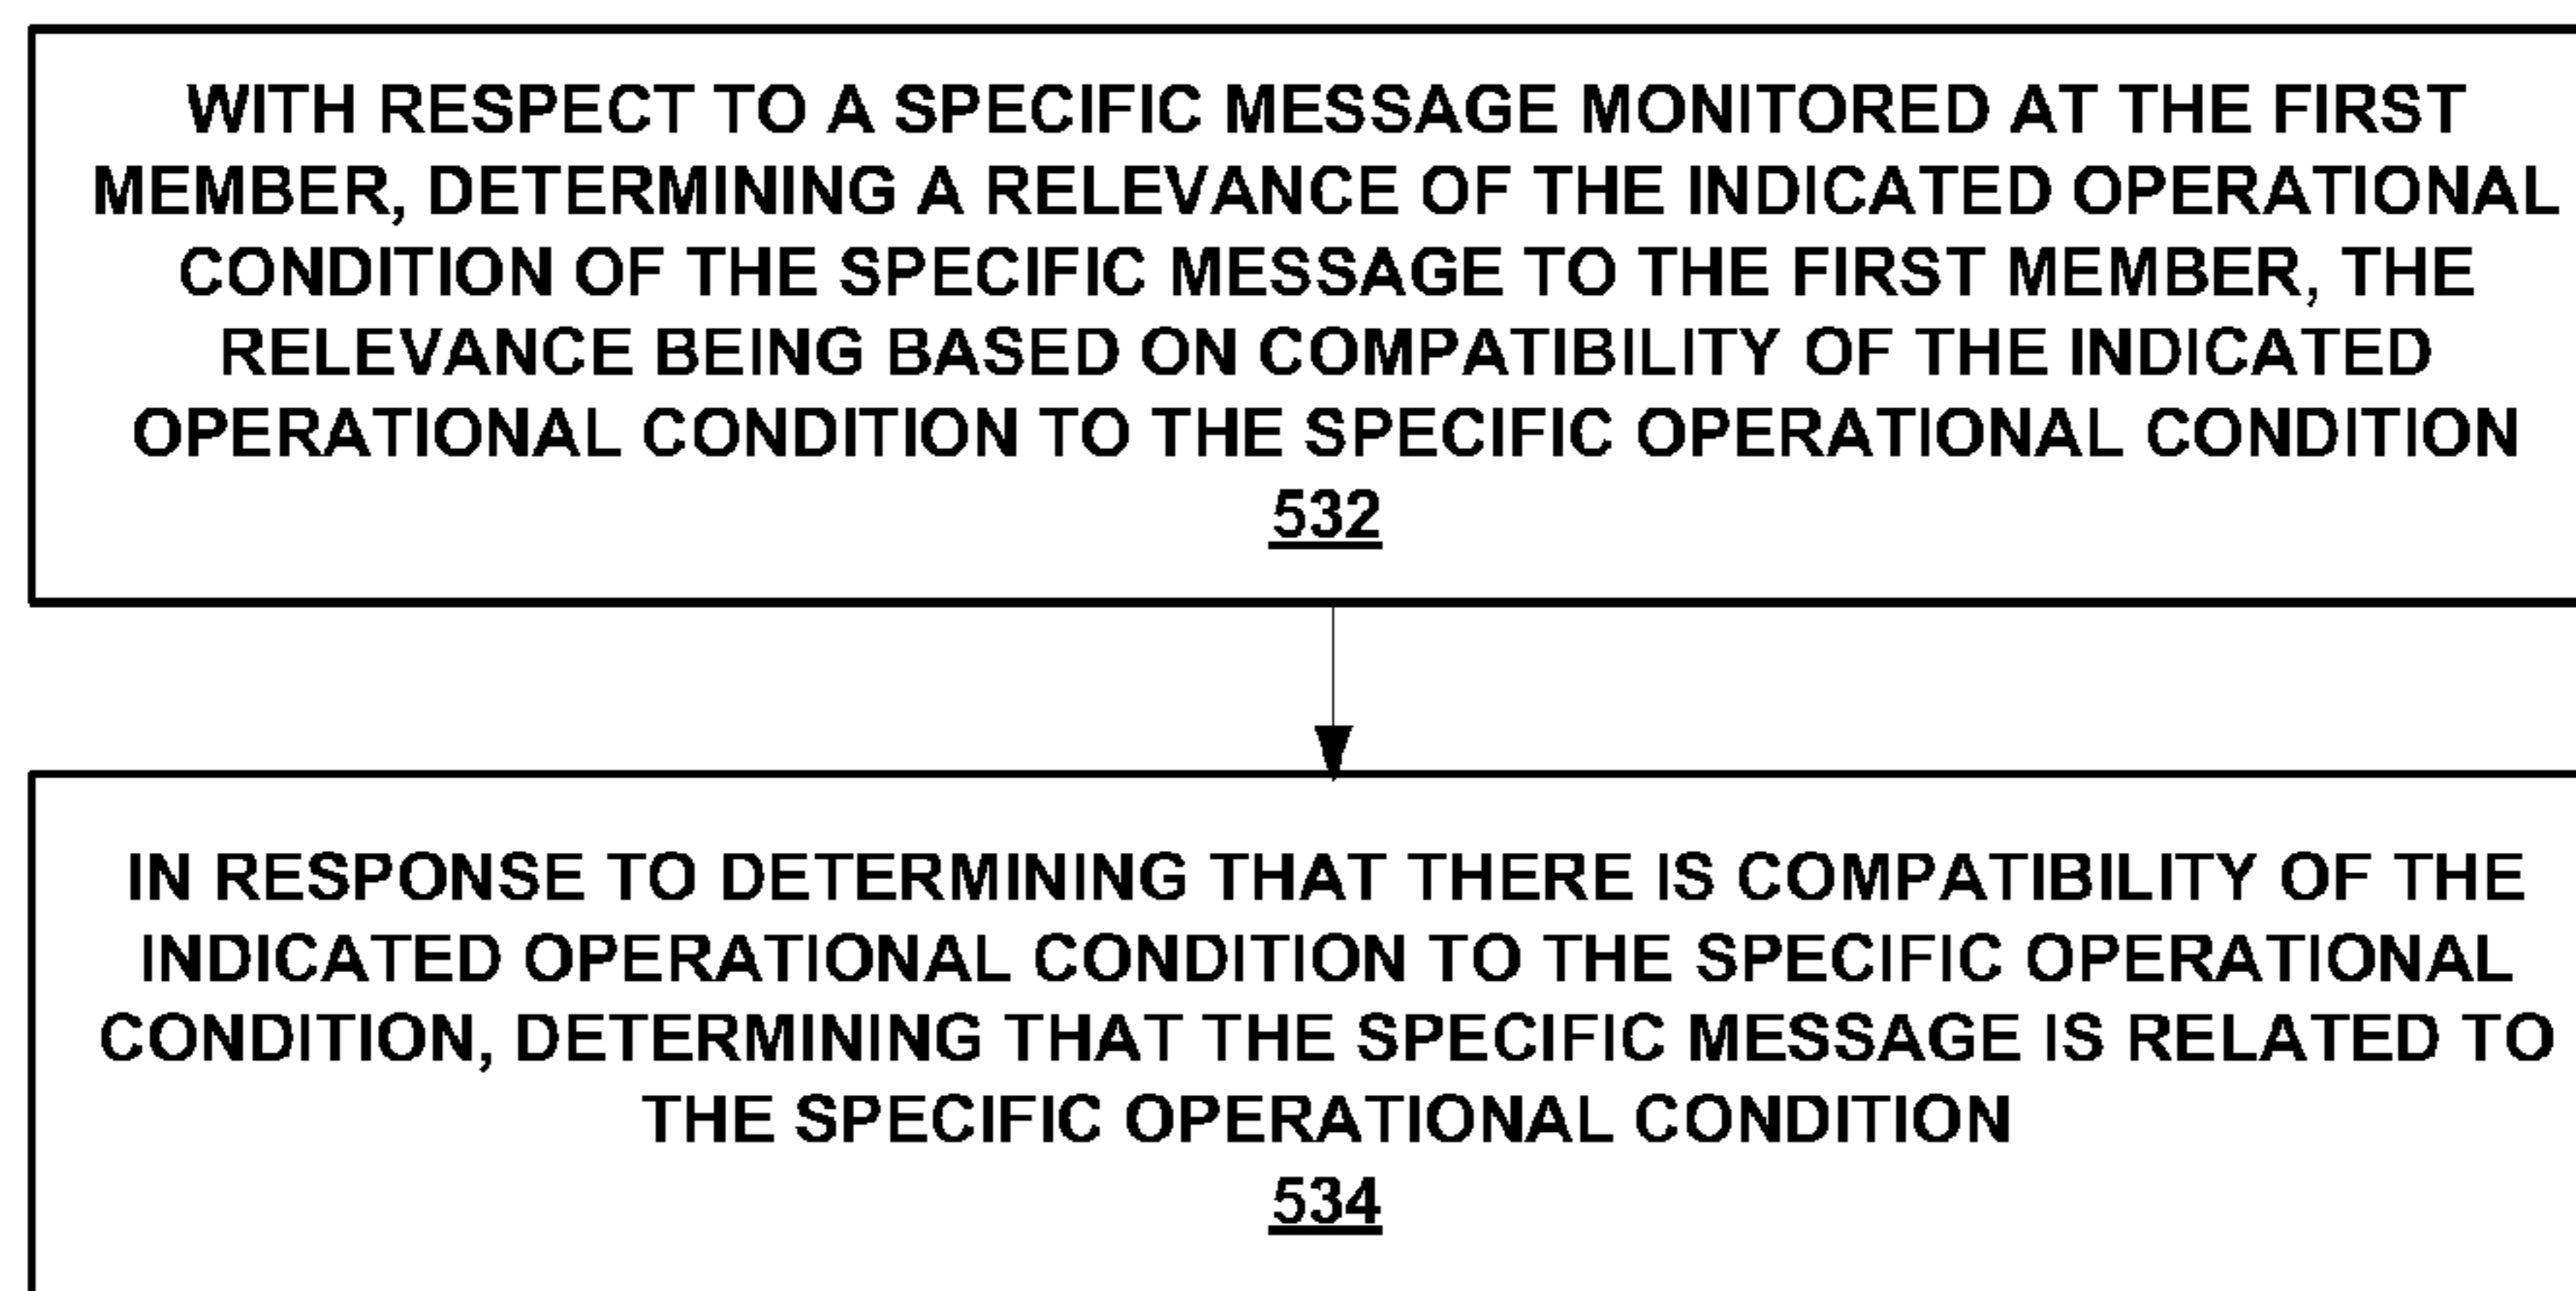 WITH RESPECT TO A SPECIFIC MESSAGE MONITORED AT THE FIRST
MEMBER, DETERMINING A RELEVANCE OF THE INDICATED OPERATIONAL
CONDITION OF THE SPECIFIC MESSAGE TO THE FIRST MEMBER, THE
RELEVANCE BEING BASED ON COMPATIBILITY OF THE INDICATED
OPERATIONAL CONDITION TO THE SPECIFIC OPERATIONAL CONDITION
532
IN RESPONSE TO DETERMINING THAT THERE IS COMPATIBILITY OF THE
INDICATED OPERATIONAL CONDITION TO THE SPECIFIC OPERATIONAL
CONDITION, DETERMINING THAT THE SPECIFIC MESSAGE IS RELATED TO
THE SPECIFIC OPERATIONAL CONDITION
534